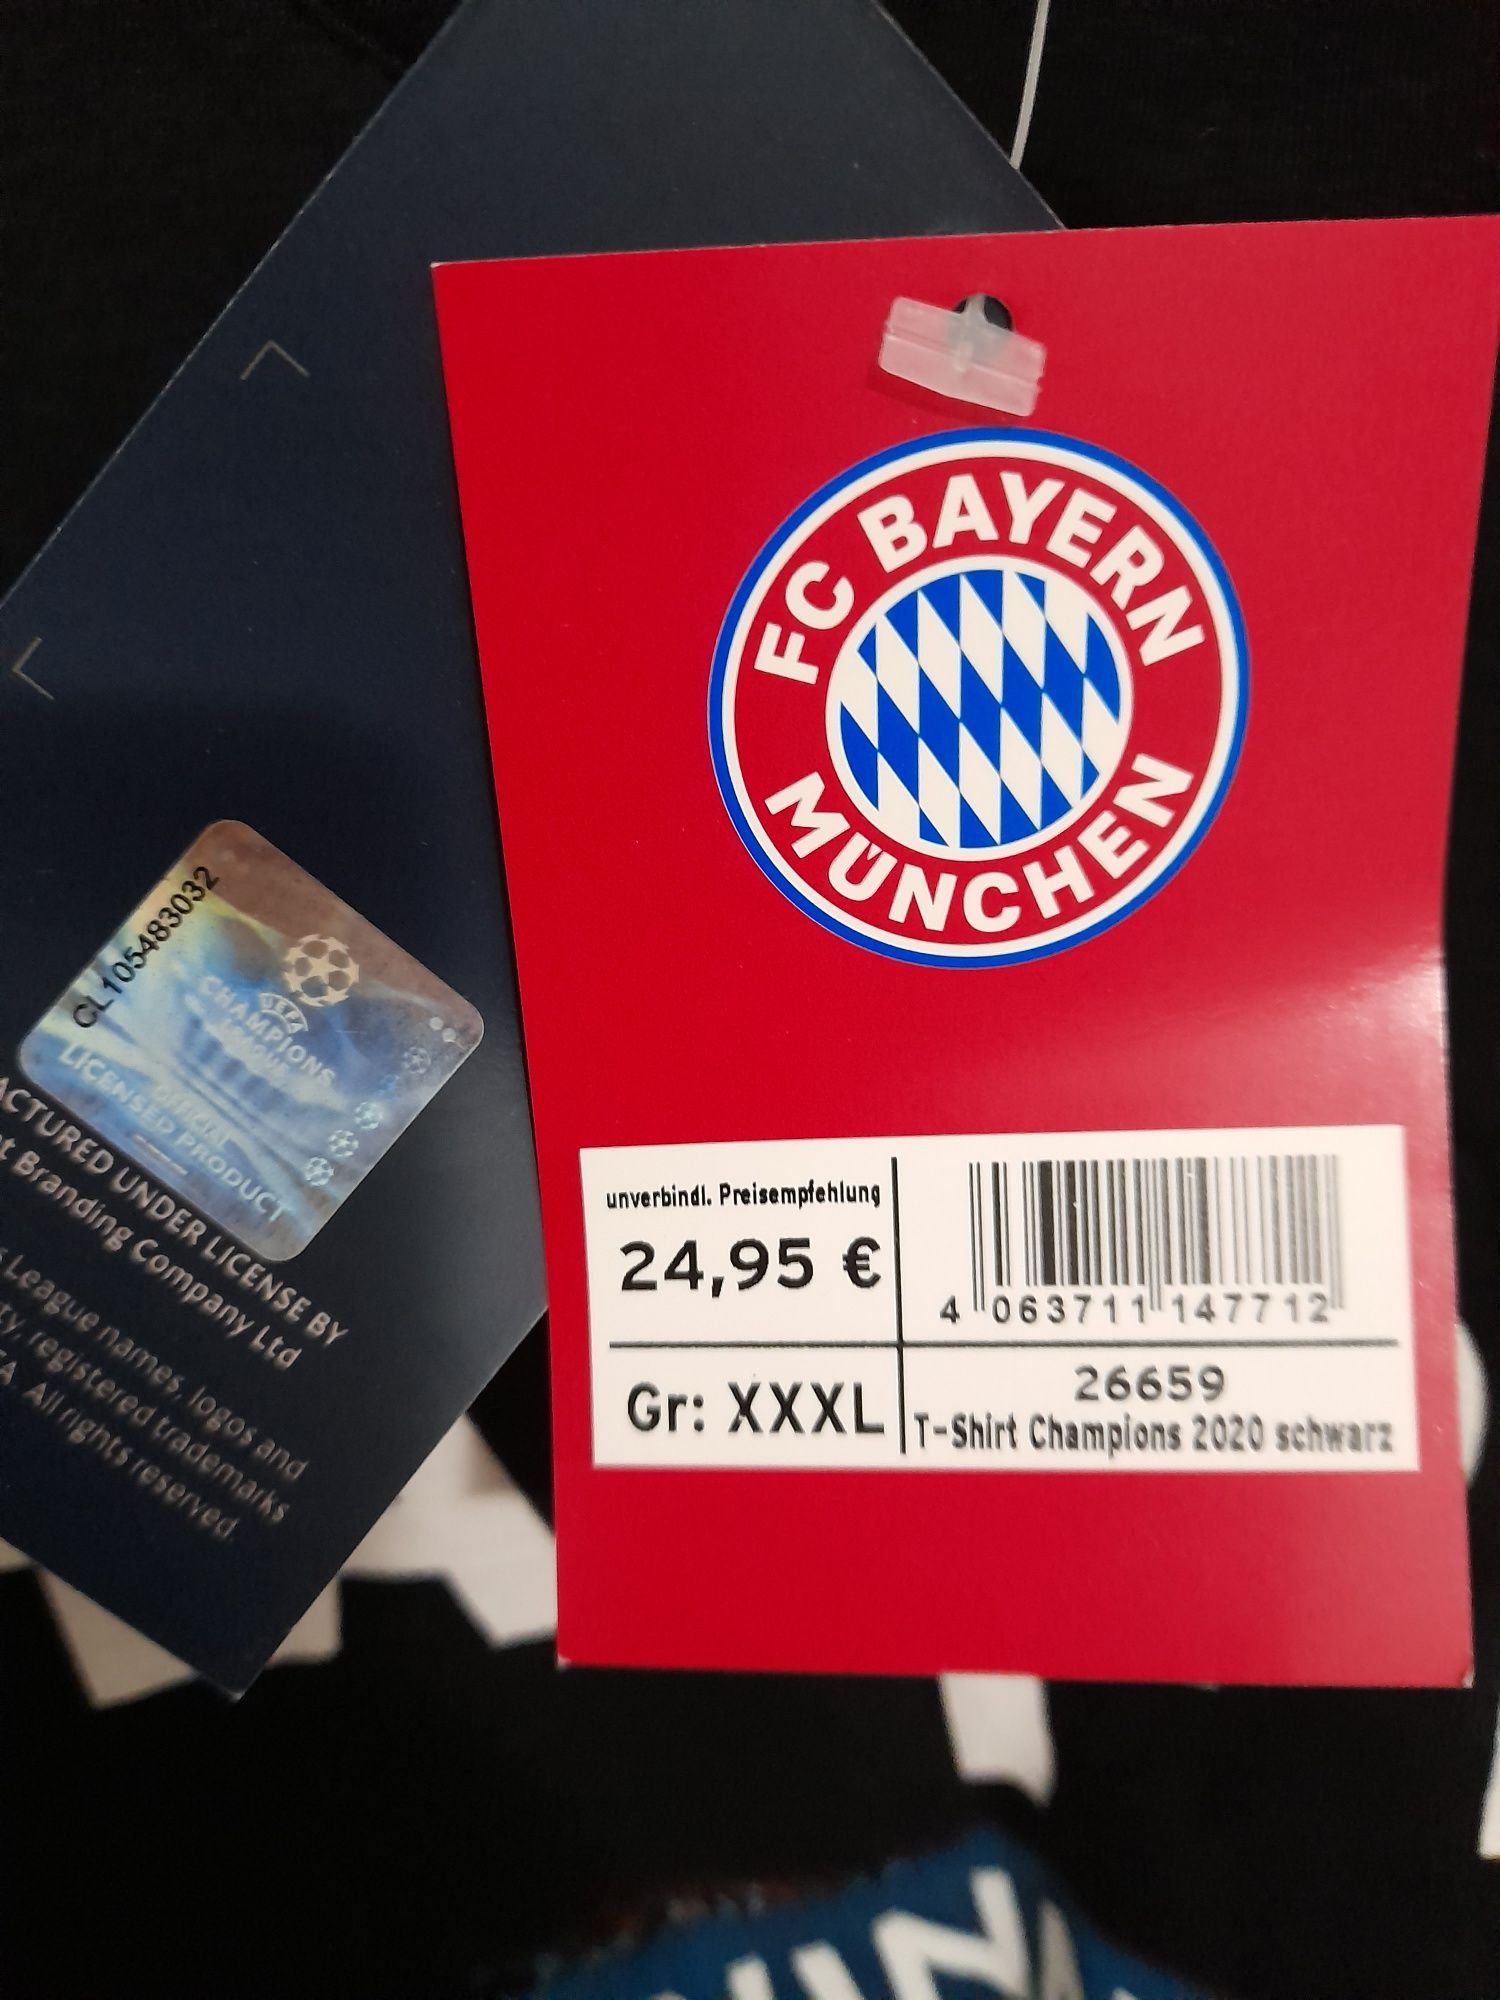 FC BAYERN
MÜNCHEN
unverbindl. Preisempfehlung
24,95 €
4 063711 147712
Gr: XXXL
26659
T-Shirt Champions 2020 schwarz
CL105483032
UEFA
CHAMPIONS
LEAGUE
OFFICIAL
LICENSED PRODUCT
UNDER LICENSE BY
Branding Company Ltd
League names, logos and
registered trademarks
All rights reserved.